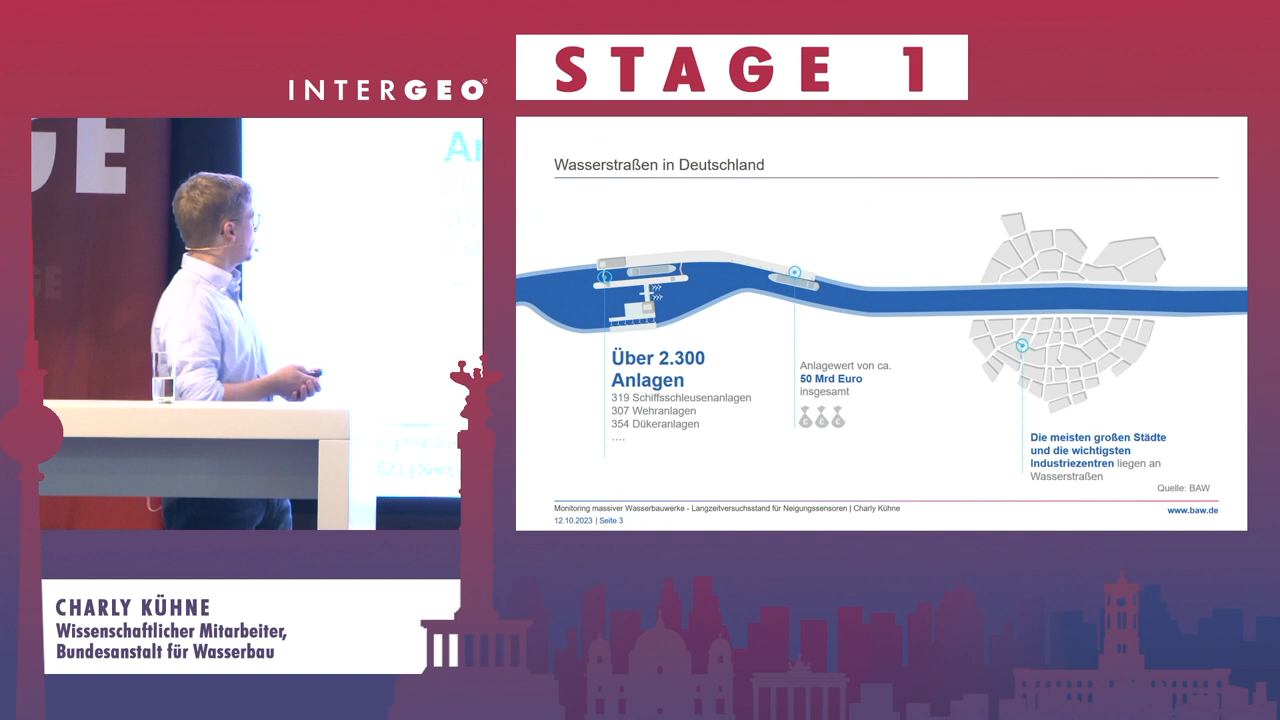 STAGE 1
INTERGEO®
Wasserstraßen in Deutschland
Über 2.300
Anlagen
319 Schiffsschleusenanlagen
307 Wehranlagen
354 Dükeranlagen
....
Anlagewert von ca.
50 Mrd Euro
insgesamt
Die meisten großen Städte
und die wichtigsten
Industriezentren liegen an
Wasserstraßen
Quelle: BAW
Monitoring massiver Wasserbauwerke - Langzeitversuchsstand für Neigungssensoren | Charly Kühne
12.10.2023 | Seite 3
www.baw.de
CHARLY KÜHNE
Wissenschaftlicher Mitarbeiter,
Bundesanstalt für Wasserbau